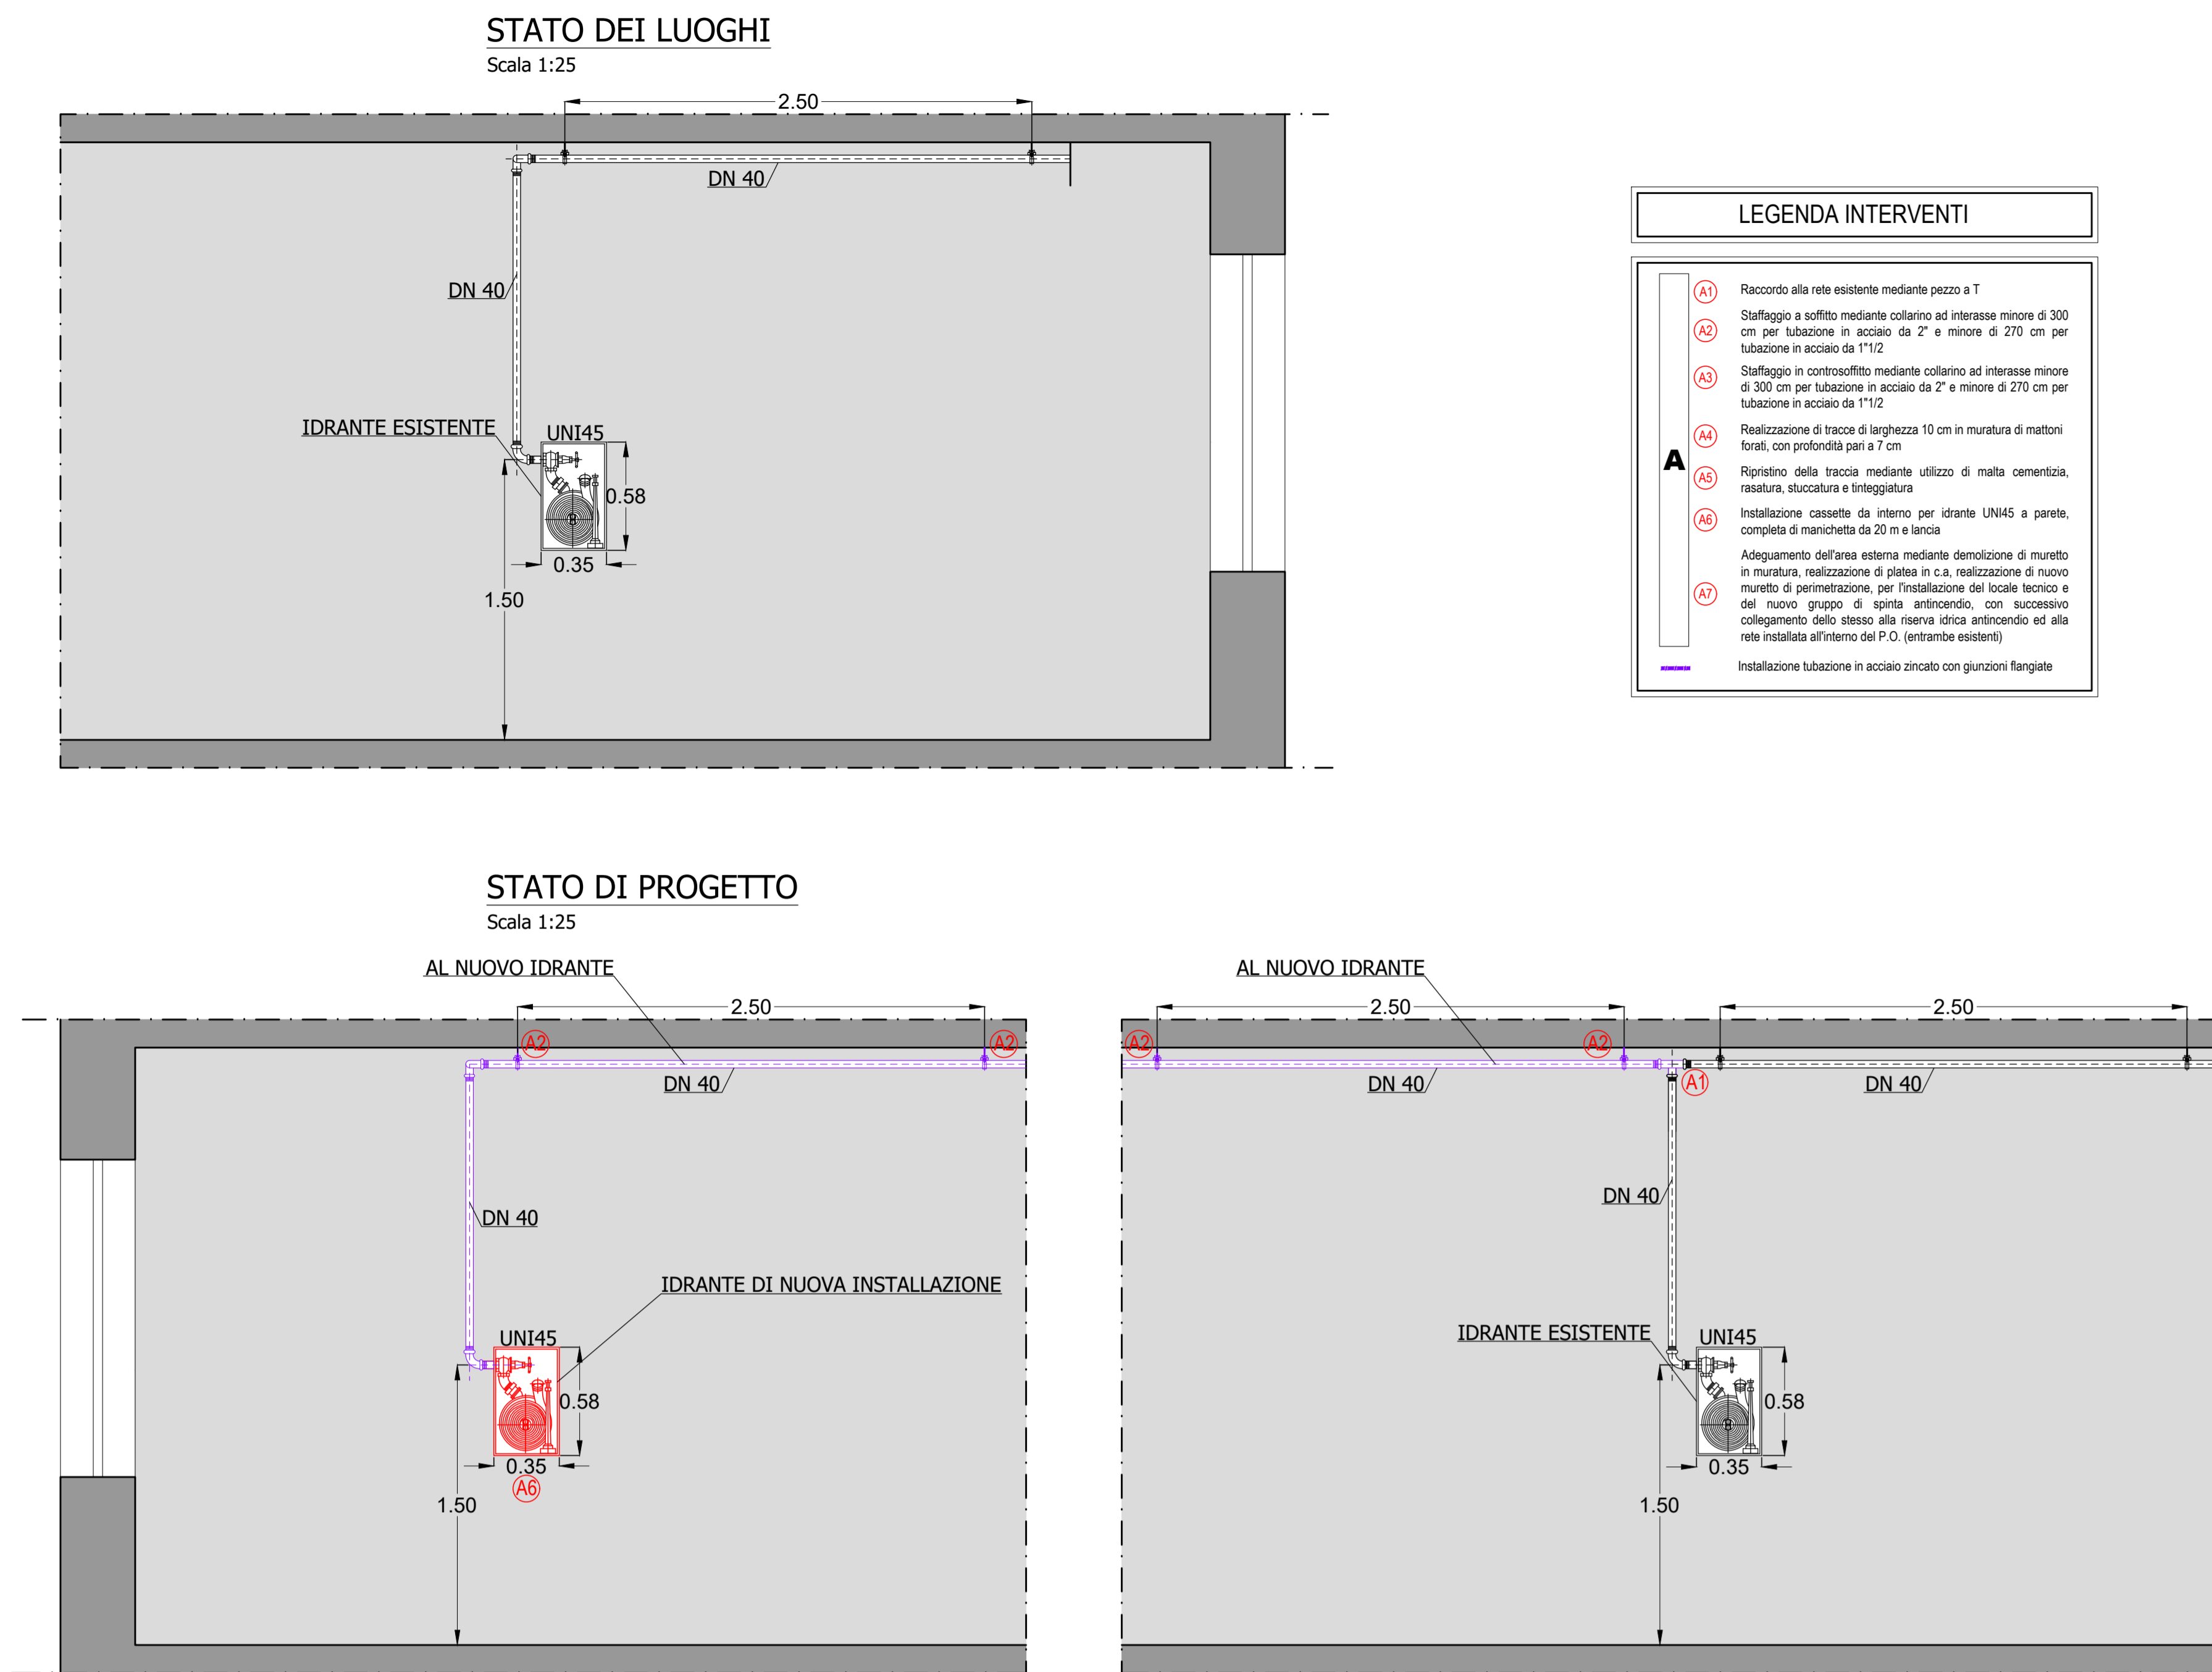 STATO DEI LUOGHI
Scala 1:25
2.50
DN 40
DN 40
IDRANTE ESISTENTE
UNI45
0.58
0.35
1.50
LEGENDA INTERVENTI
A
A1 Raccordo alla rete esistente mediante pezzo a T
A2 Staffaggio a soffitto mediante collarino ad interasse minore di 300
cm per tubazione in acciaio da 2" e minore di 270 cm per
tubazione in acciaio da 1"1/2
A3 Staffaggio in controsoffitto mediante collarino ad interasse minore
di 300 cm per tubazione in acciaio da 2" e minore di 270 cm per
tubazione in acciaio da 1"1/2
A4 Realizzazione di tracce di larghezza 10 cm in muratura di mattoni
forati, con profondità pari a 7 cm
A5 Ripristino della traccia mediante utilizzo di malta cementizia,
rasatura, stuccatura e tinteggiatura
A6 Installazione cassette da interno per idrante UNI45 a parete,
completa di manichetta da 20 m e lancia
A7 Adeguamento dell'area esterna mediante demolizione di muretto
in muratura, realizzazione di platea in c.a, realizzazione di nuovo
muretto di perimetrazione, per l'installazione del locale tecnico e
del nuovo gruppo di spinta antincendio, con successivo
collegamento dello stesso alla riserva idrica antincendio ed alla
rete installata all'interno del P.O. (entrambe esistenti)
Installazione tubazione in acciaio zincato con giunzioni flangiate
STATO DI PROGETTO
Scala 1:25
AL NUOVO IDRANTE
2.50
A2
A2
DN 40
DN 40
IDRANTE DI NUOVA INSTALLAZIONE
UNI45
0.58
0.35
A6
1.50
AL NUOVO IDRANTE
2.50
2.50
A2
A2
DN 40
A1
DN 40
DN 40
IDRANTE ESISTENTE
UNI45
0.58
0.35
1.50